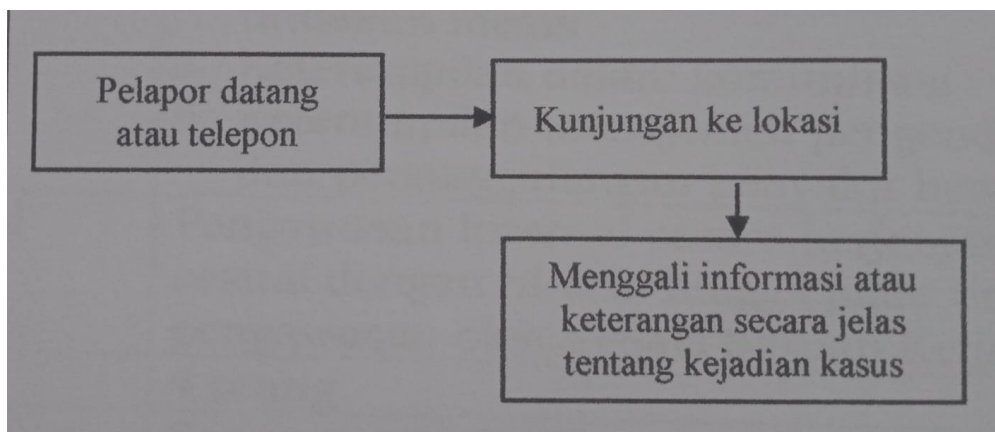 Pelapor datang
atau telepon
Kunjungan ke lokasi
Menggali informasi atau
keterangan secara jelas
tentang kejadian kasus